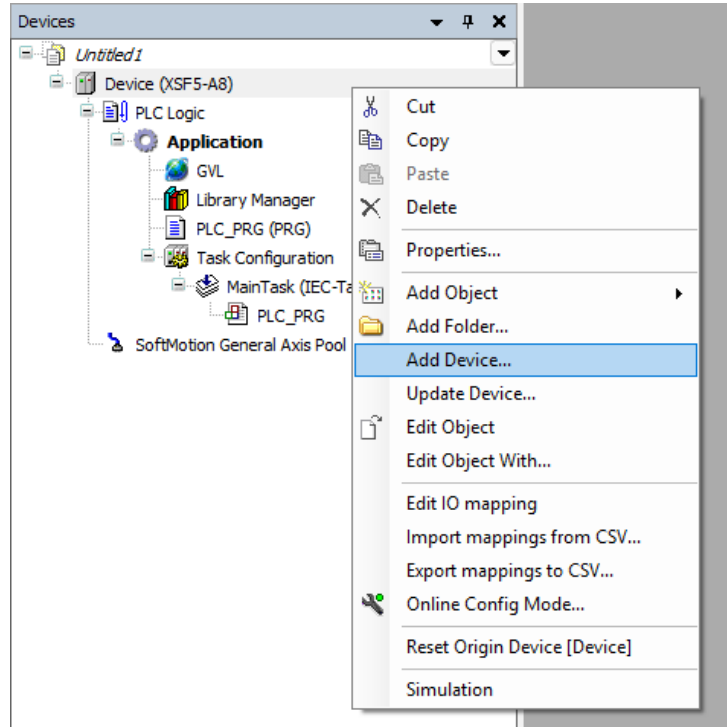 Devices
Untitled1
Device (XSF5-A8)
PLC Logic
Application
GVL
Library Manager
PLC_PRG (PRG)
Task Configuration
MainTask (IEC-Ta
PLC_PRG
SoftMotion General Axis Pool
Cut
Copy
Paste
Delete
Properties...
Add Object
Add Folder...
Add Device...
Update Device...
Edit Object
Edit Object With...
Edit IO mapping
Import mappings from CSV...
Export mappings to CSV...
Online Config Mode...
Reset Origin Device [Device]
Simulation